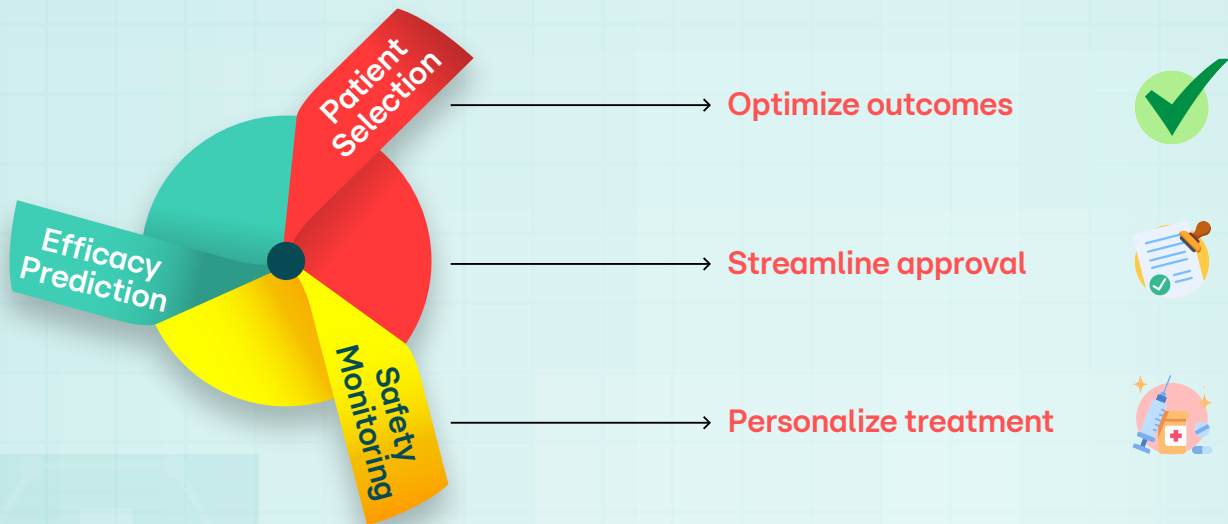 Patient
Selection
Optimize outcomes
Efficacy
Prediction
Streamline approval
Safety
Monitoring
Personalize treatment